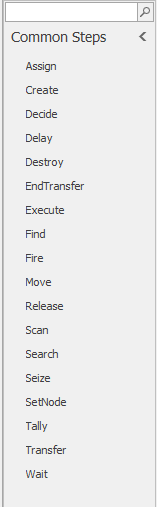 Common Steps
Assign
Create
Decide
Delay
Destroy
EndTransfer
Execute
Find
Fire
Move
Release
Scan
Search
Seize
SetNode
Tally
Transfer
Wait